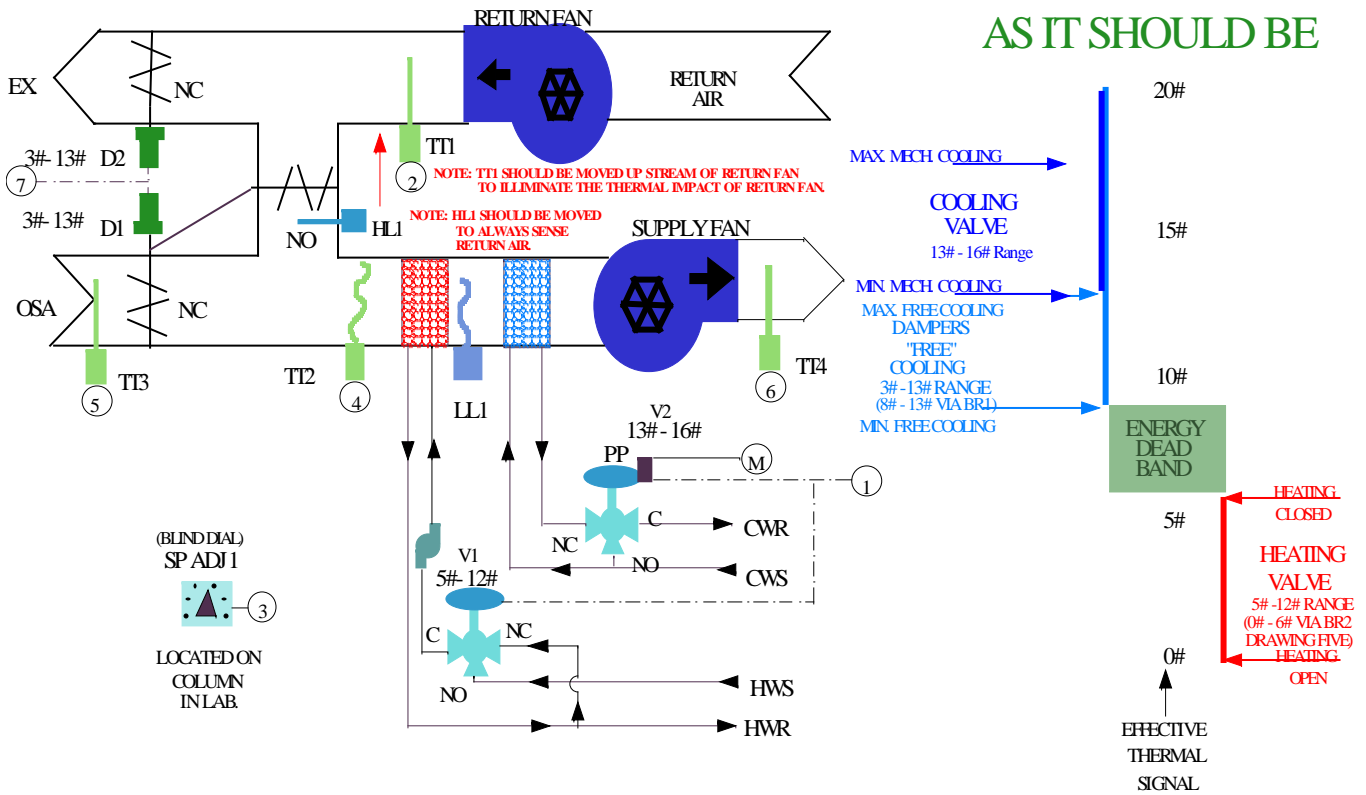 RETURN FAN
AS IT SHOULD BE
EX
NC
RETURN
AIR
3#- 13#
D2
7
3#- 13#
D1
TT1
2
NOTE: TT1 SHOULD BE MOVED UP STREAM OF RETURN FAN
TO ILLIMINATE THE THERMAL IMPACT OF RETURN FAN.
NO
HL1
NOTE: HL1 SHOULD BE MOVED
TO ALWAYS SENSE
RETURN AIR.
SUPPLY FAN
OSA
NC
TT3
5
TT2
4
LL1
TT4
6
V2
13# - 16#
PP
M
1
C
CWR
NC
NO
CWS
V1
5#- 12#
C
NC
NO
HWS
HWR
(BLIND DIAL)
SP ADJ 1
3
LOCATED ON
COLUMN
IN LAB.
20#
MAX. MECH. COOLING
COOLING
VALVE
13# - 16# Range
15#
MIN. MECH. COOLING
MAX. FREE COOLING
DAMPERS
"FREE"
COOLING
3# -13# RANGE
(8# - 13# VIA BR1)
MIN. FREE COOLING
10#
ENERGY
DEAD
BAND
HEATING
CLOSED
5#
HEATING
VALVE
5# -12# RANGE
(0# - 6# VIA BR2
DRAWING FIVE)
HEATING
OPEN
0#
EFFECTIVE
THERMAL
SIGNAL